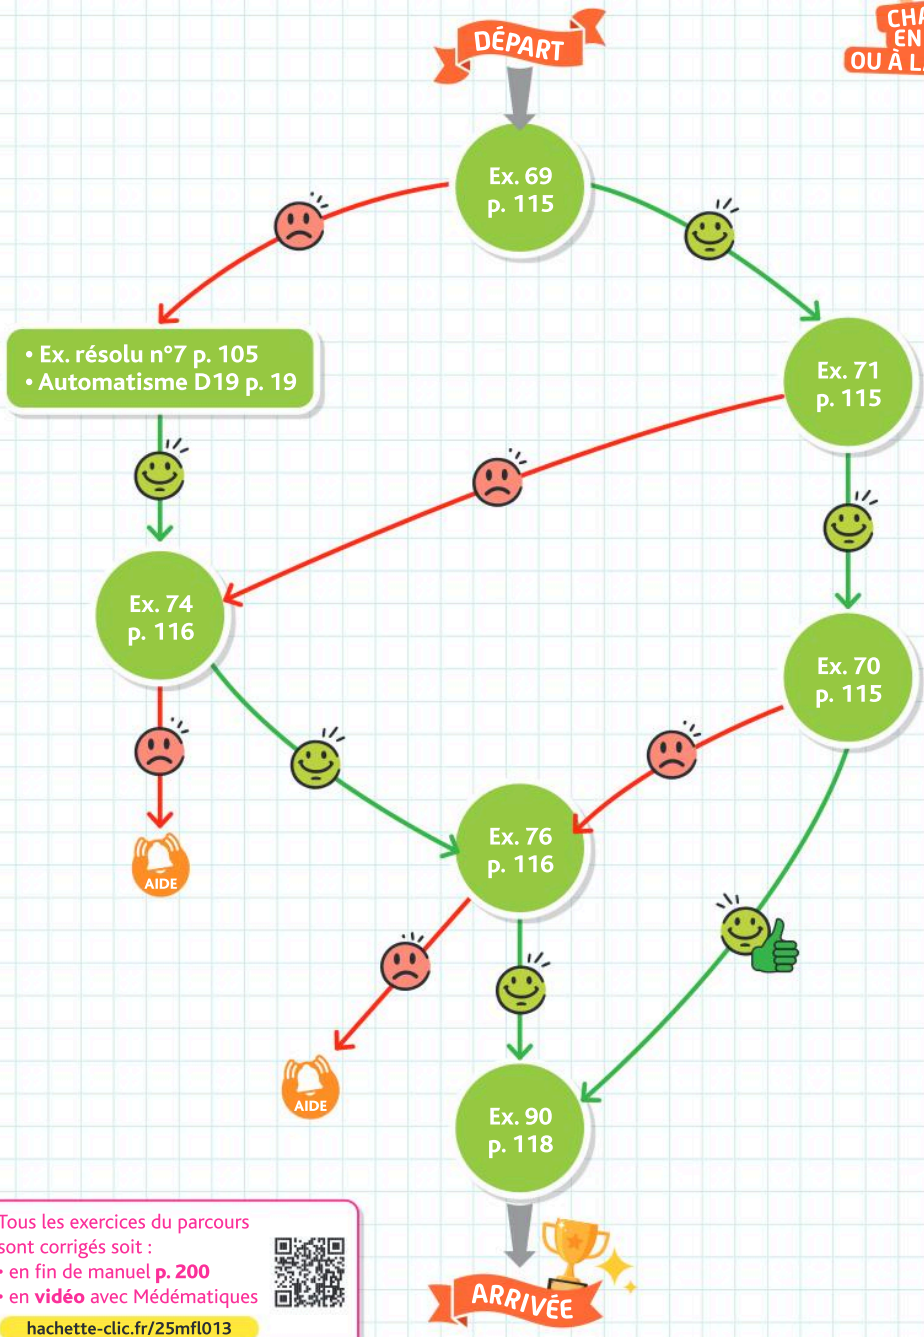 DÉPART
OU À L
EN
Ex. 69
p. 115
• Ex. résolu n°7 p. 105
• Automatisme D19 p. 19
Ex. 71
p. 115
Ex. 74
p. 116
Ex. 70
p. 115
Ex. 76
p. 116
AIDE
AIDE
Ex. 90
p. 118
Tous les exercices du parcours
sont corrigés soit :
• en fin de manuel p. 200
• en vidéo avec Médématiques
hachette-clic.fr/25mfl013
ARRIVÉE